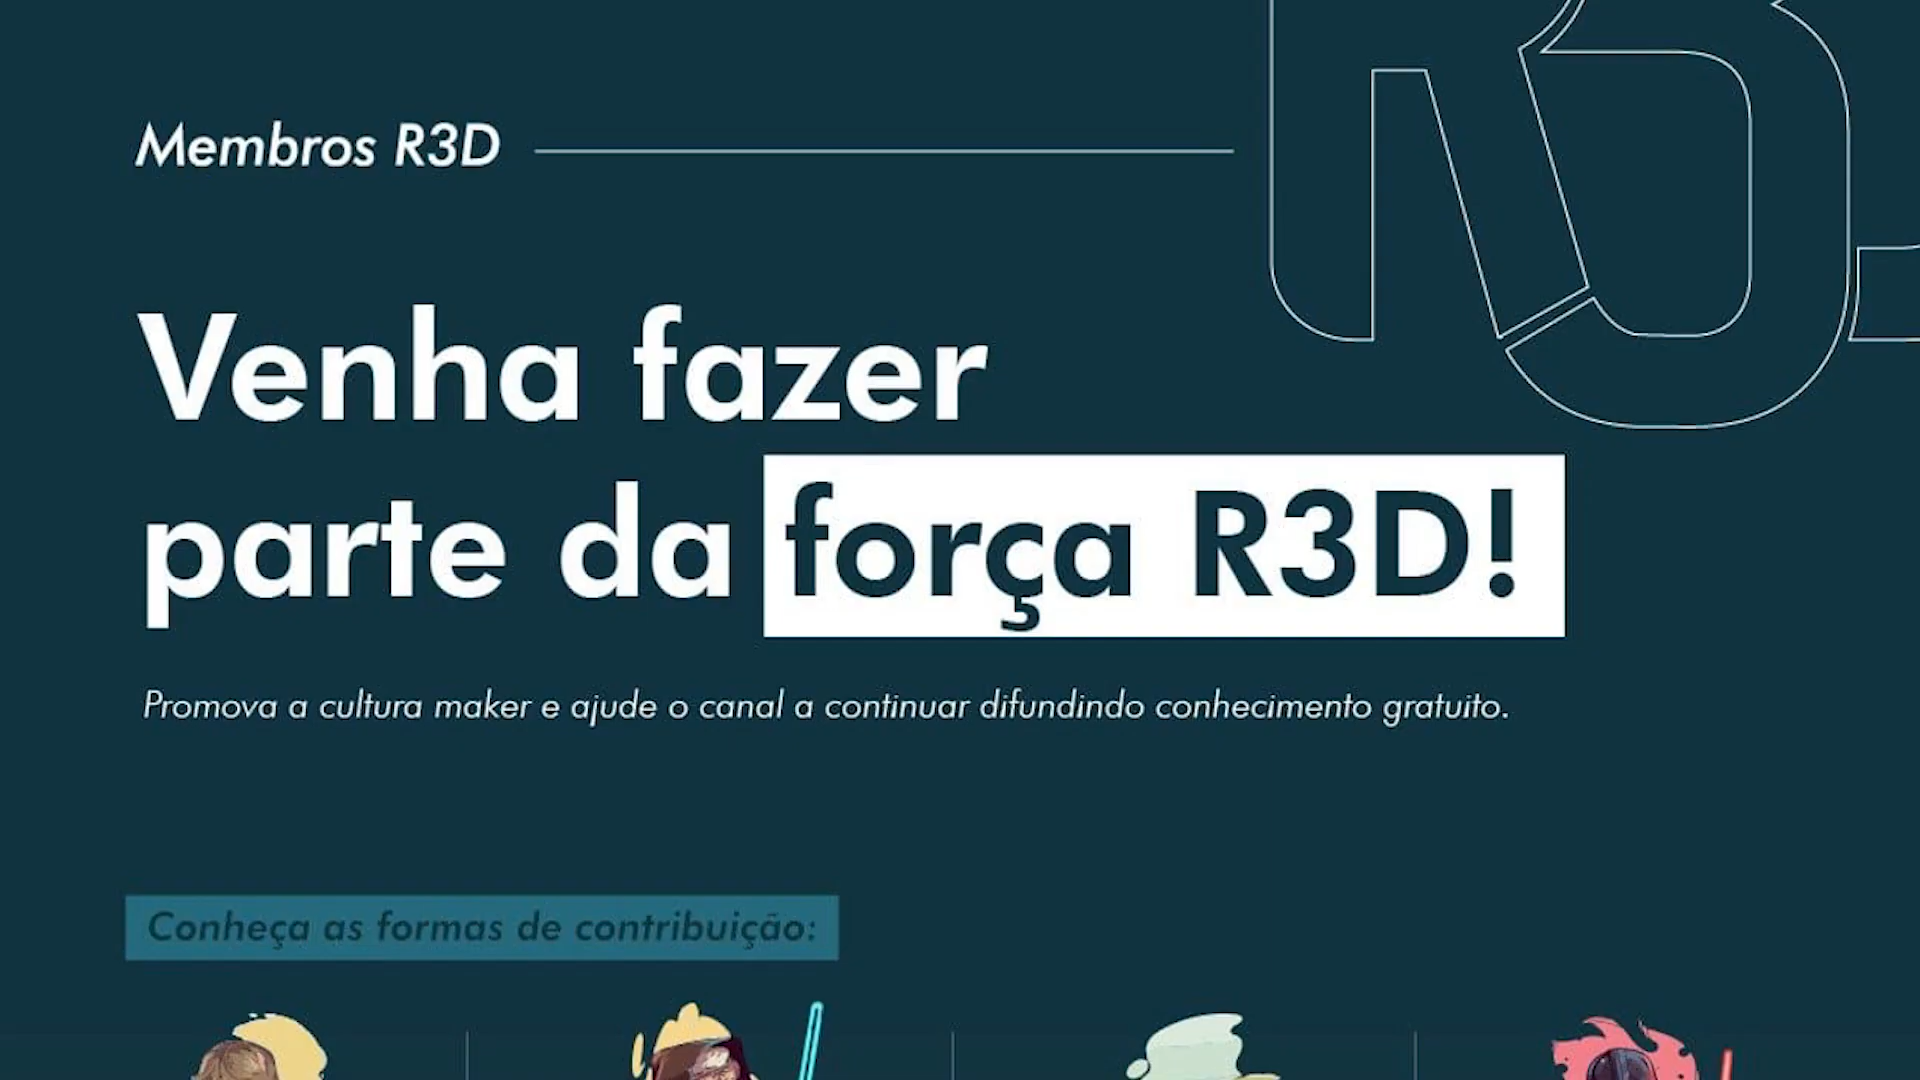 Membros R3D
Venha fazer
parte da força R3D!
Promova a cultura maker e ajude o canal a continuar difundindo conhecimento gratuito.
Conheça as formas de contribuição: